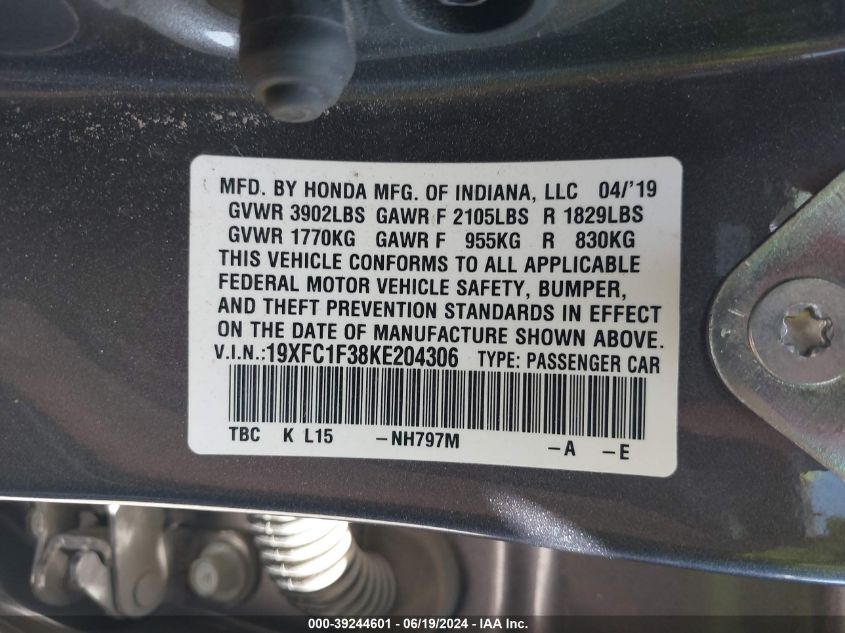 MFD. BY HONDA MFG. OF INDIANA, LLC 04/'19
GVWR 3902LBS GAWR F 2105LBS R 1829LBS
GVWR 1770KG GAWR F 955KG R 830KG
THIS VEHICLE CONFORMS TO ALL APPLICABLE
FEDERAL MOTOR VEHICLE SAFETY, BUMPER,
AND THEFT PREVENTION STANDARDS IN EFFECT
ON THE DATE OF MANUFACTURE SHOWN ABOVE.
V.I.N.:19XFC1F38KE204306 TYPE: PASSENGER CAR
TBC K L15 -NH797M -A -E
000-39244601 - 06/19/2024 - IAA Inc.